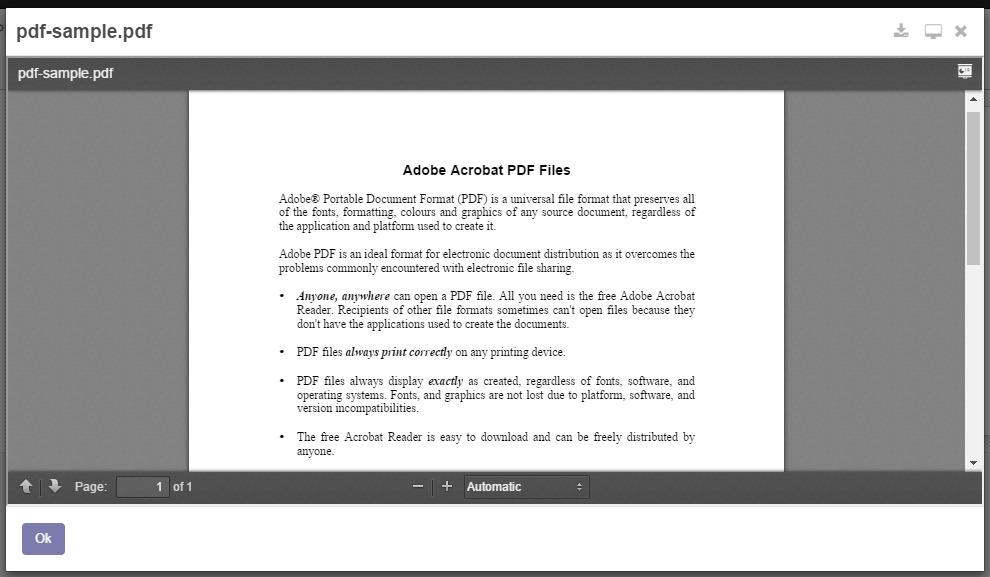 pdf-sample.pdf
pdf-sample.pdf
Adobe Acrobat PDF Files
Adobe® Portable Document Format (PDF) is a universal file format that preserves all
of the fonts, formatting, colours and graphics of any source document, regardless of
the application and platform used to create it.
Adobe PDF is an ideal format for electronic document distribution as it overcomes the
problems commonly encountered with electronic file sharing.
• Anyone, anywhere can open a PDF file. All you need is the free Adobe Acrobat
Reader. Recipients of other file formats sometimes can't open files because they
don't have the applications used to create the documents.
• PDF files always print correctly on any printing device.
• PDF files always display exactly as created, regardless of fonts, software, and
operating systems. Fonts, and graphics are not lost due to platform, software, and
version incompatibilities.
• The free Acrobat Reader is easy to download and can be freely distributed by
anyone.
Page: 1 of 1 Automatic
Ok